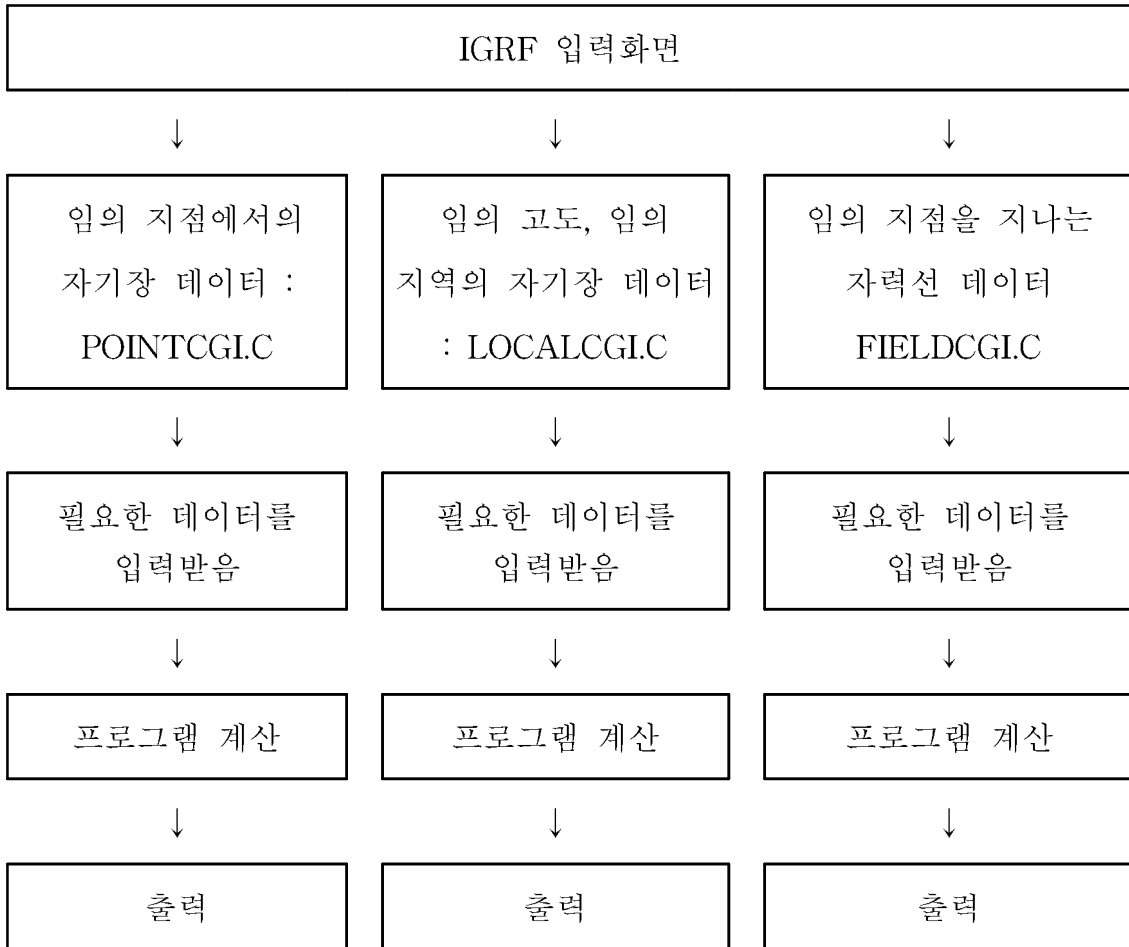 IGRF 입력화면
↓ ↓ ↓
임의 지점에서의
자기장 데이터 :
POINTCGI.C
임의 고도, 임의
지역의 자기장 데이터
: LOCALCGI.C
임의 지점을 지나는
자력선 데이터
FIELDCGI.C
↓ ↓ ↓
필요한 데이터를
입력받음
필요한 데이터를
입력받음
필요한 데이터를
입력받음
↓ ↓ ↓
프로그램 계산
프로그램 계산
프로그램 계산
↓ ↓ ↓
출력
출력
출력